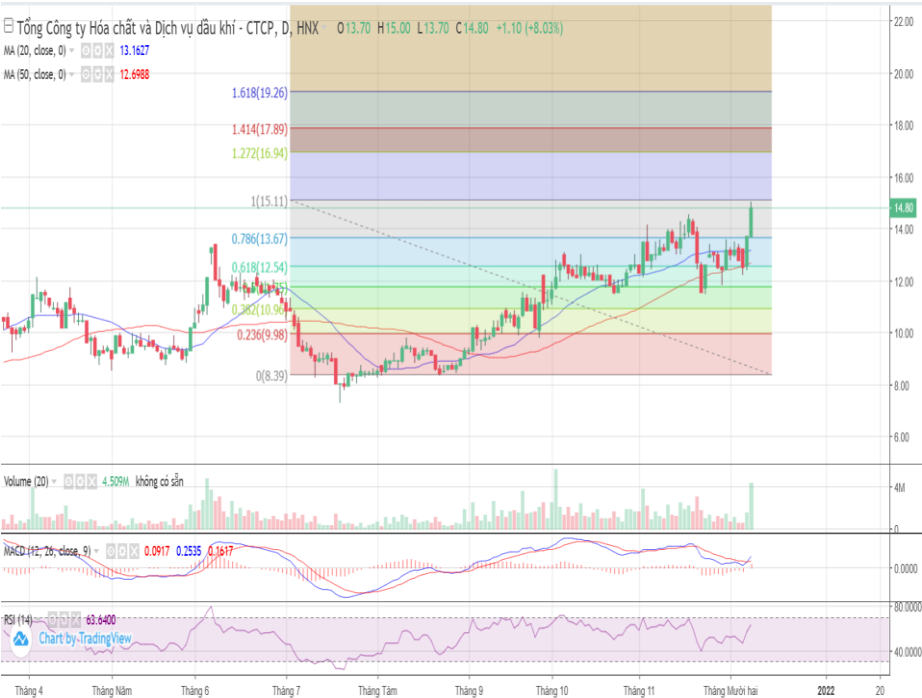 Tổng Công ty Hóa chất và Dịch vụ dầu khí - CTCP, D, HNX O13.70 H15.00 L13.70 C14.80 +1.10 (+8.03%)
MA (20, close, 0) 13.1627
MA (50, close, 0) 12.6988
22.00
20.00
18.00
16.00
14.80
14.00
12.00
10.00
8.00
6.00
1.618(19.26)
1.414(17.89)
1.272(16.94)
1(15.11)
0.786(13.67)
0.618(12.54)
0.382(10.96)
0.236(9.98)
0(8.39)
Volume (20) 4.509M không có sẵn
4M
0
MACD (12, 26, close, 9) 0.0917 0.2535 0.1617
0.0000
RSI (14) 63.6400
80.0000
Chart by TradingView
40.0000
Tháng 4 Tháng Năm Tháng 6 Tháng 7 Tháng Tám Tháng 9 Tháng 10 Tháng 11 Tháng Mười hai 2022 20